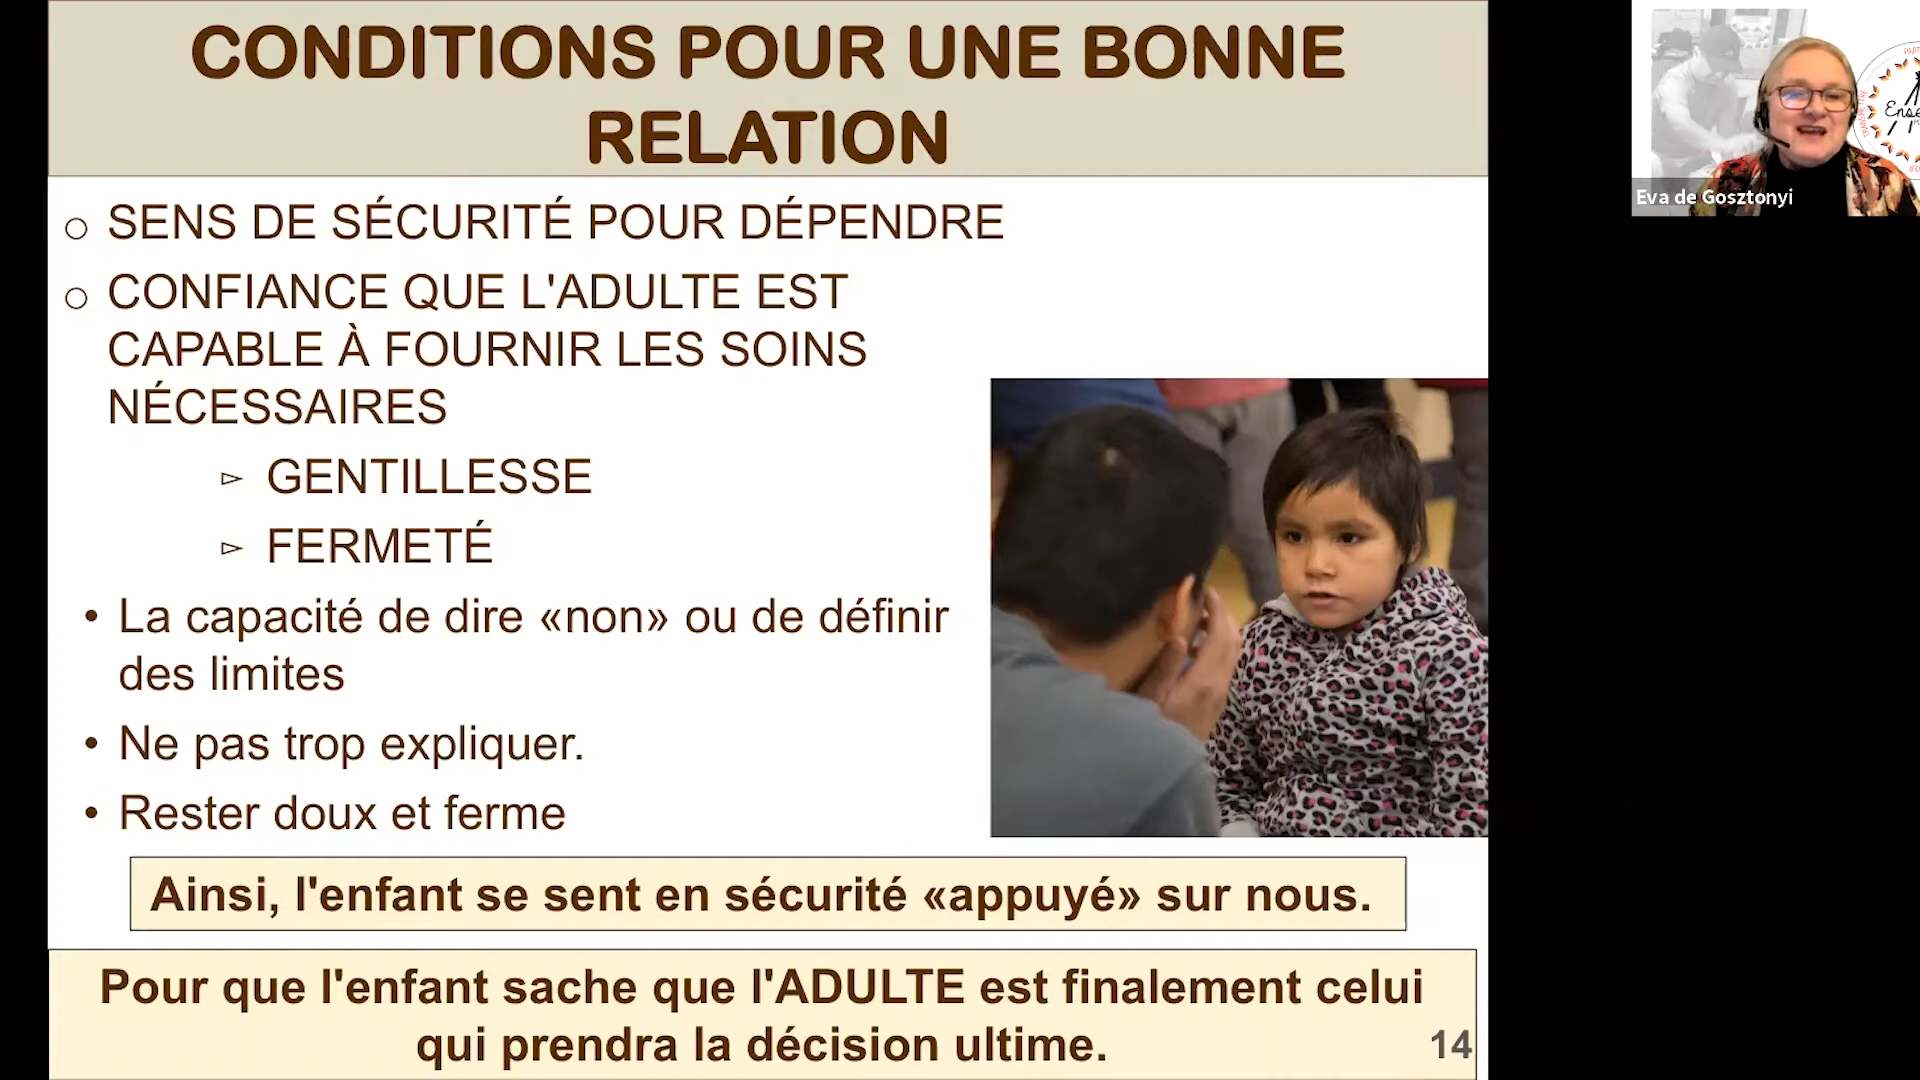 CONDITIONS POUR UNE BONNE
RELATION
SENS DE SÉCURITÉ POUR DÉPENDRE
CONFIANCE QUE L'ADULTE EST
CAPABLE À FOURNIR LES SOINS
NÉCESSAIRES
GENTILLESSE
FERMETÉ
La capacité de dire «non» ou de définir
des limites
Ne pas trop expliquer.
Rester doux et ferme
Ainsi, l'enfant se sent en sécurité «appuyé» sur nous.
Pour que l'enfant sache que l'ADULTE est finalement celui
qui prendra la décision ultime.
14
Eva de Gosztonyi